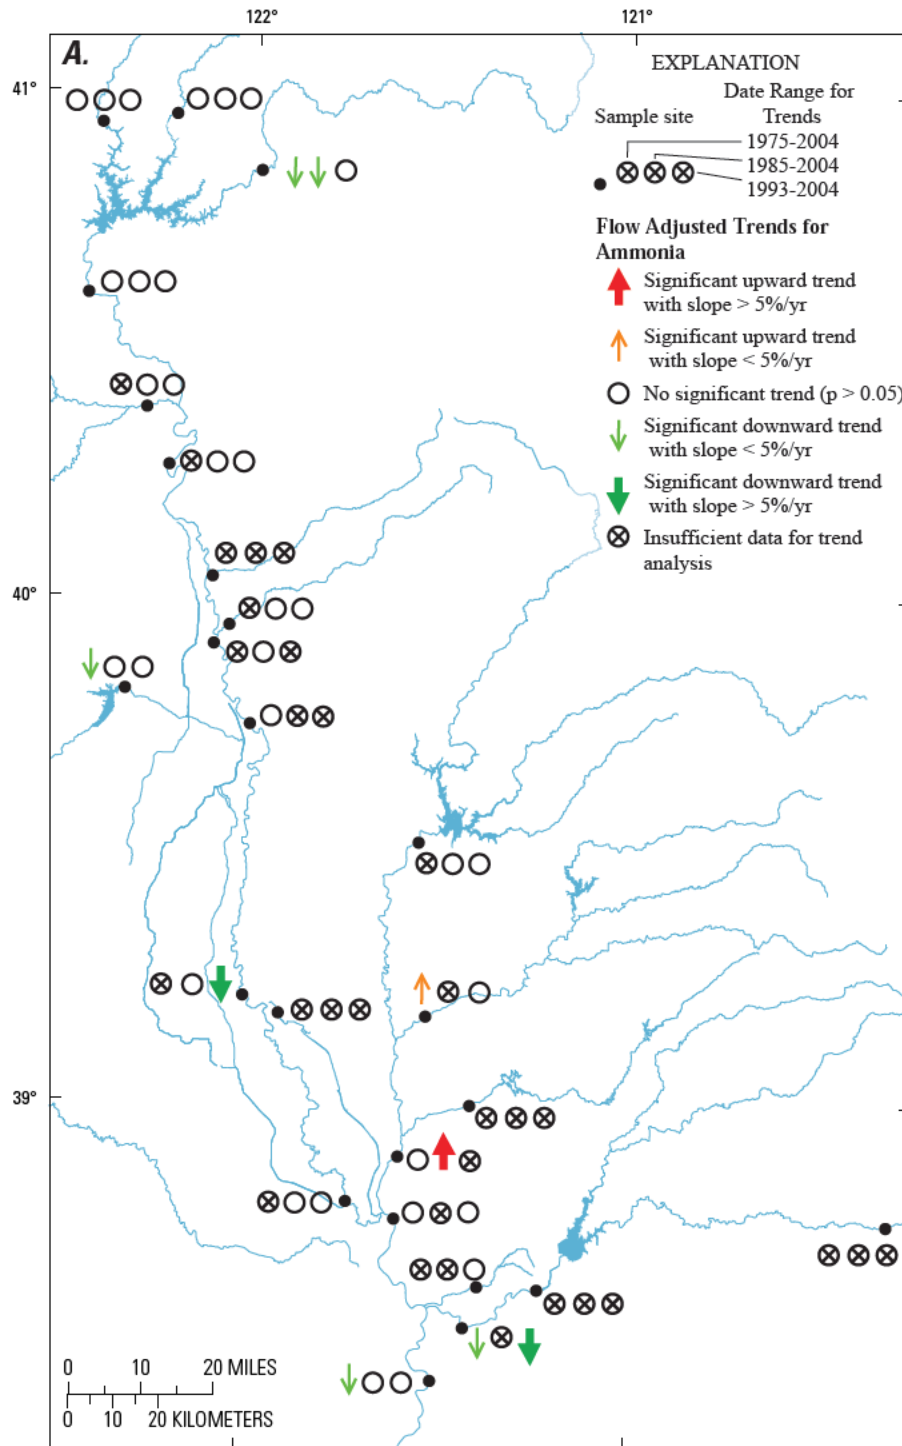 122°
121°
A.
41°
EXPLANATION
Date Range for
Trends
Sample site
1975-2004
1985-2004
1993-2004
Flow Adjusted Trends for
Ammonia
Significant upward trend
with slope > 5%/yr
Significant upward trend
with slope < 5%/yr
No significant trend (p > 0.05)
Significant downward trend
with slope < 5%/yr
Significant downward trend
with slope > 5%/yr
Insufficient data for trend
analysis
40°
39°
0 10 20 MILES
0 10 20 KILOMETERS